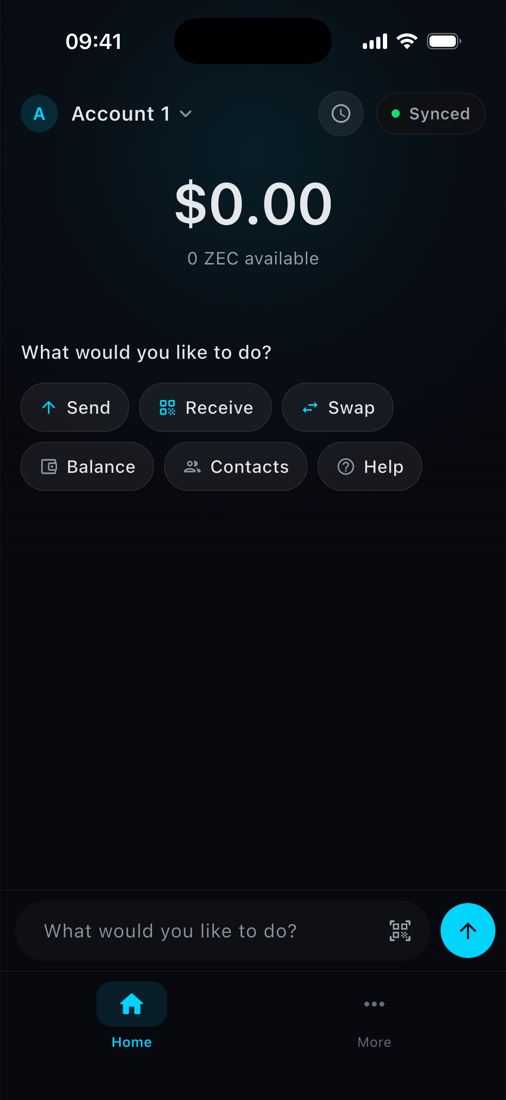 09:41
A Account 1 Synced
$0.00
0 ZEC available
What would you like to do?
Send Receive Swap
Balance Contacts Help
What would you like to do?
Home More